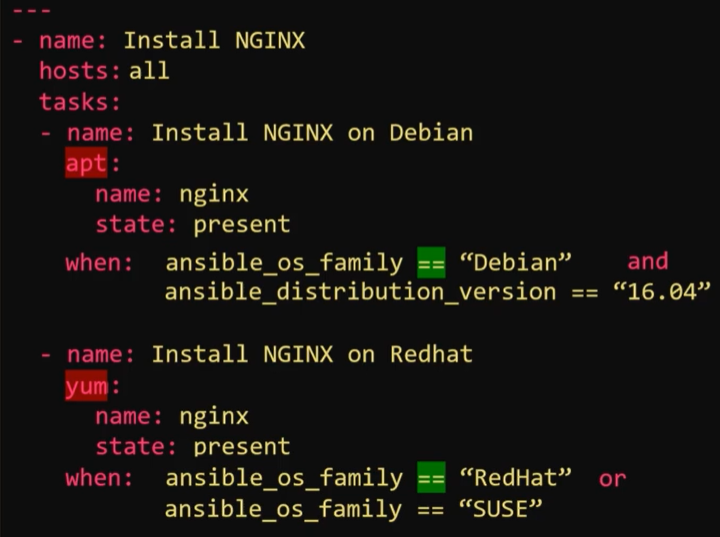 ---
- name: Install NGINX
hosts: all
tasks:
- name: Install NGINX on Debian
apt:
name: nginx
state: present
when: ansible_os_family == “Debian” and
ansible_distribution_version == “16.04”
- name: Install NGINX on Redhat
yum:
name: nginx
state: present
when: ansible_os_family == “RedHat” or
ansible_os_family == “SUSE”